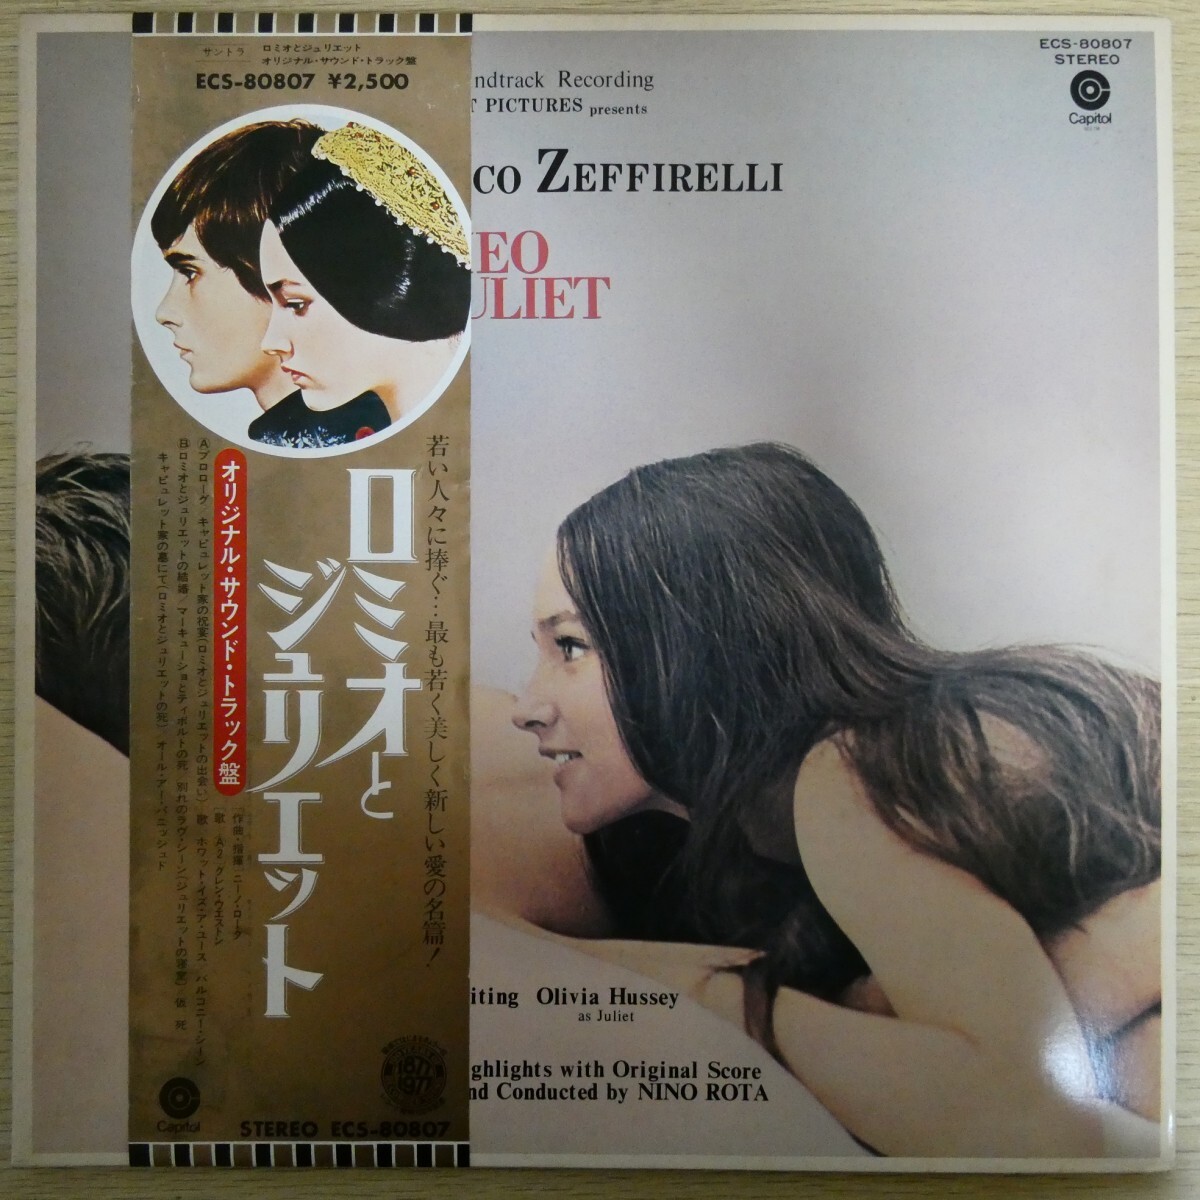 サントラ
ロミオとジュリエット
オリジナル・サウンド・トラック盤
ECS-80807 ¥2,500
若い人々に捧ぐ…最も若く美しく新しい愛の名篇!
ロミオと
ジュリエット
オリジナル・サウンド・トラック盤
作曲・指揮 ニーノ・ロータ
歌 A2 グレン・ウエストン
Ⓐプロローグ/キャピュレット家の祝宴(ロミオとジュリエットの出会い)/歌 ホワット・イズ・ア・ユース/バルコニー・シーン
Ⓑロミオとジュリエットの結婚/マーキューショとティボルトの死/別れのラヴ・シーン(ジュリエットの寝室)/仮死
キャピュレット家の墓にて(ロミオとジュリエットの死)/オール・アー・パニッシュド
Capitol
1877
1977
STEREO ECS-80807
ECS-80807
STEREO
Capitol
ndtrack Recording
T PICTURES presents
CO ZEFFIRELLI
EO
ULIET
iting Olivia Hussey
as Juliet
ghlights with Original Score
nd Conducted by NINO ROTA